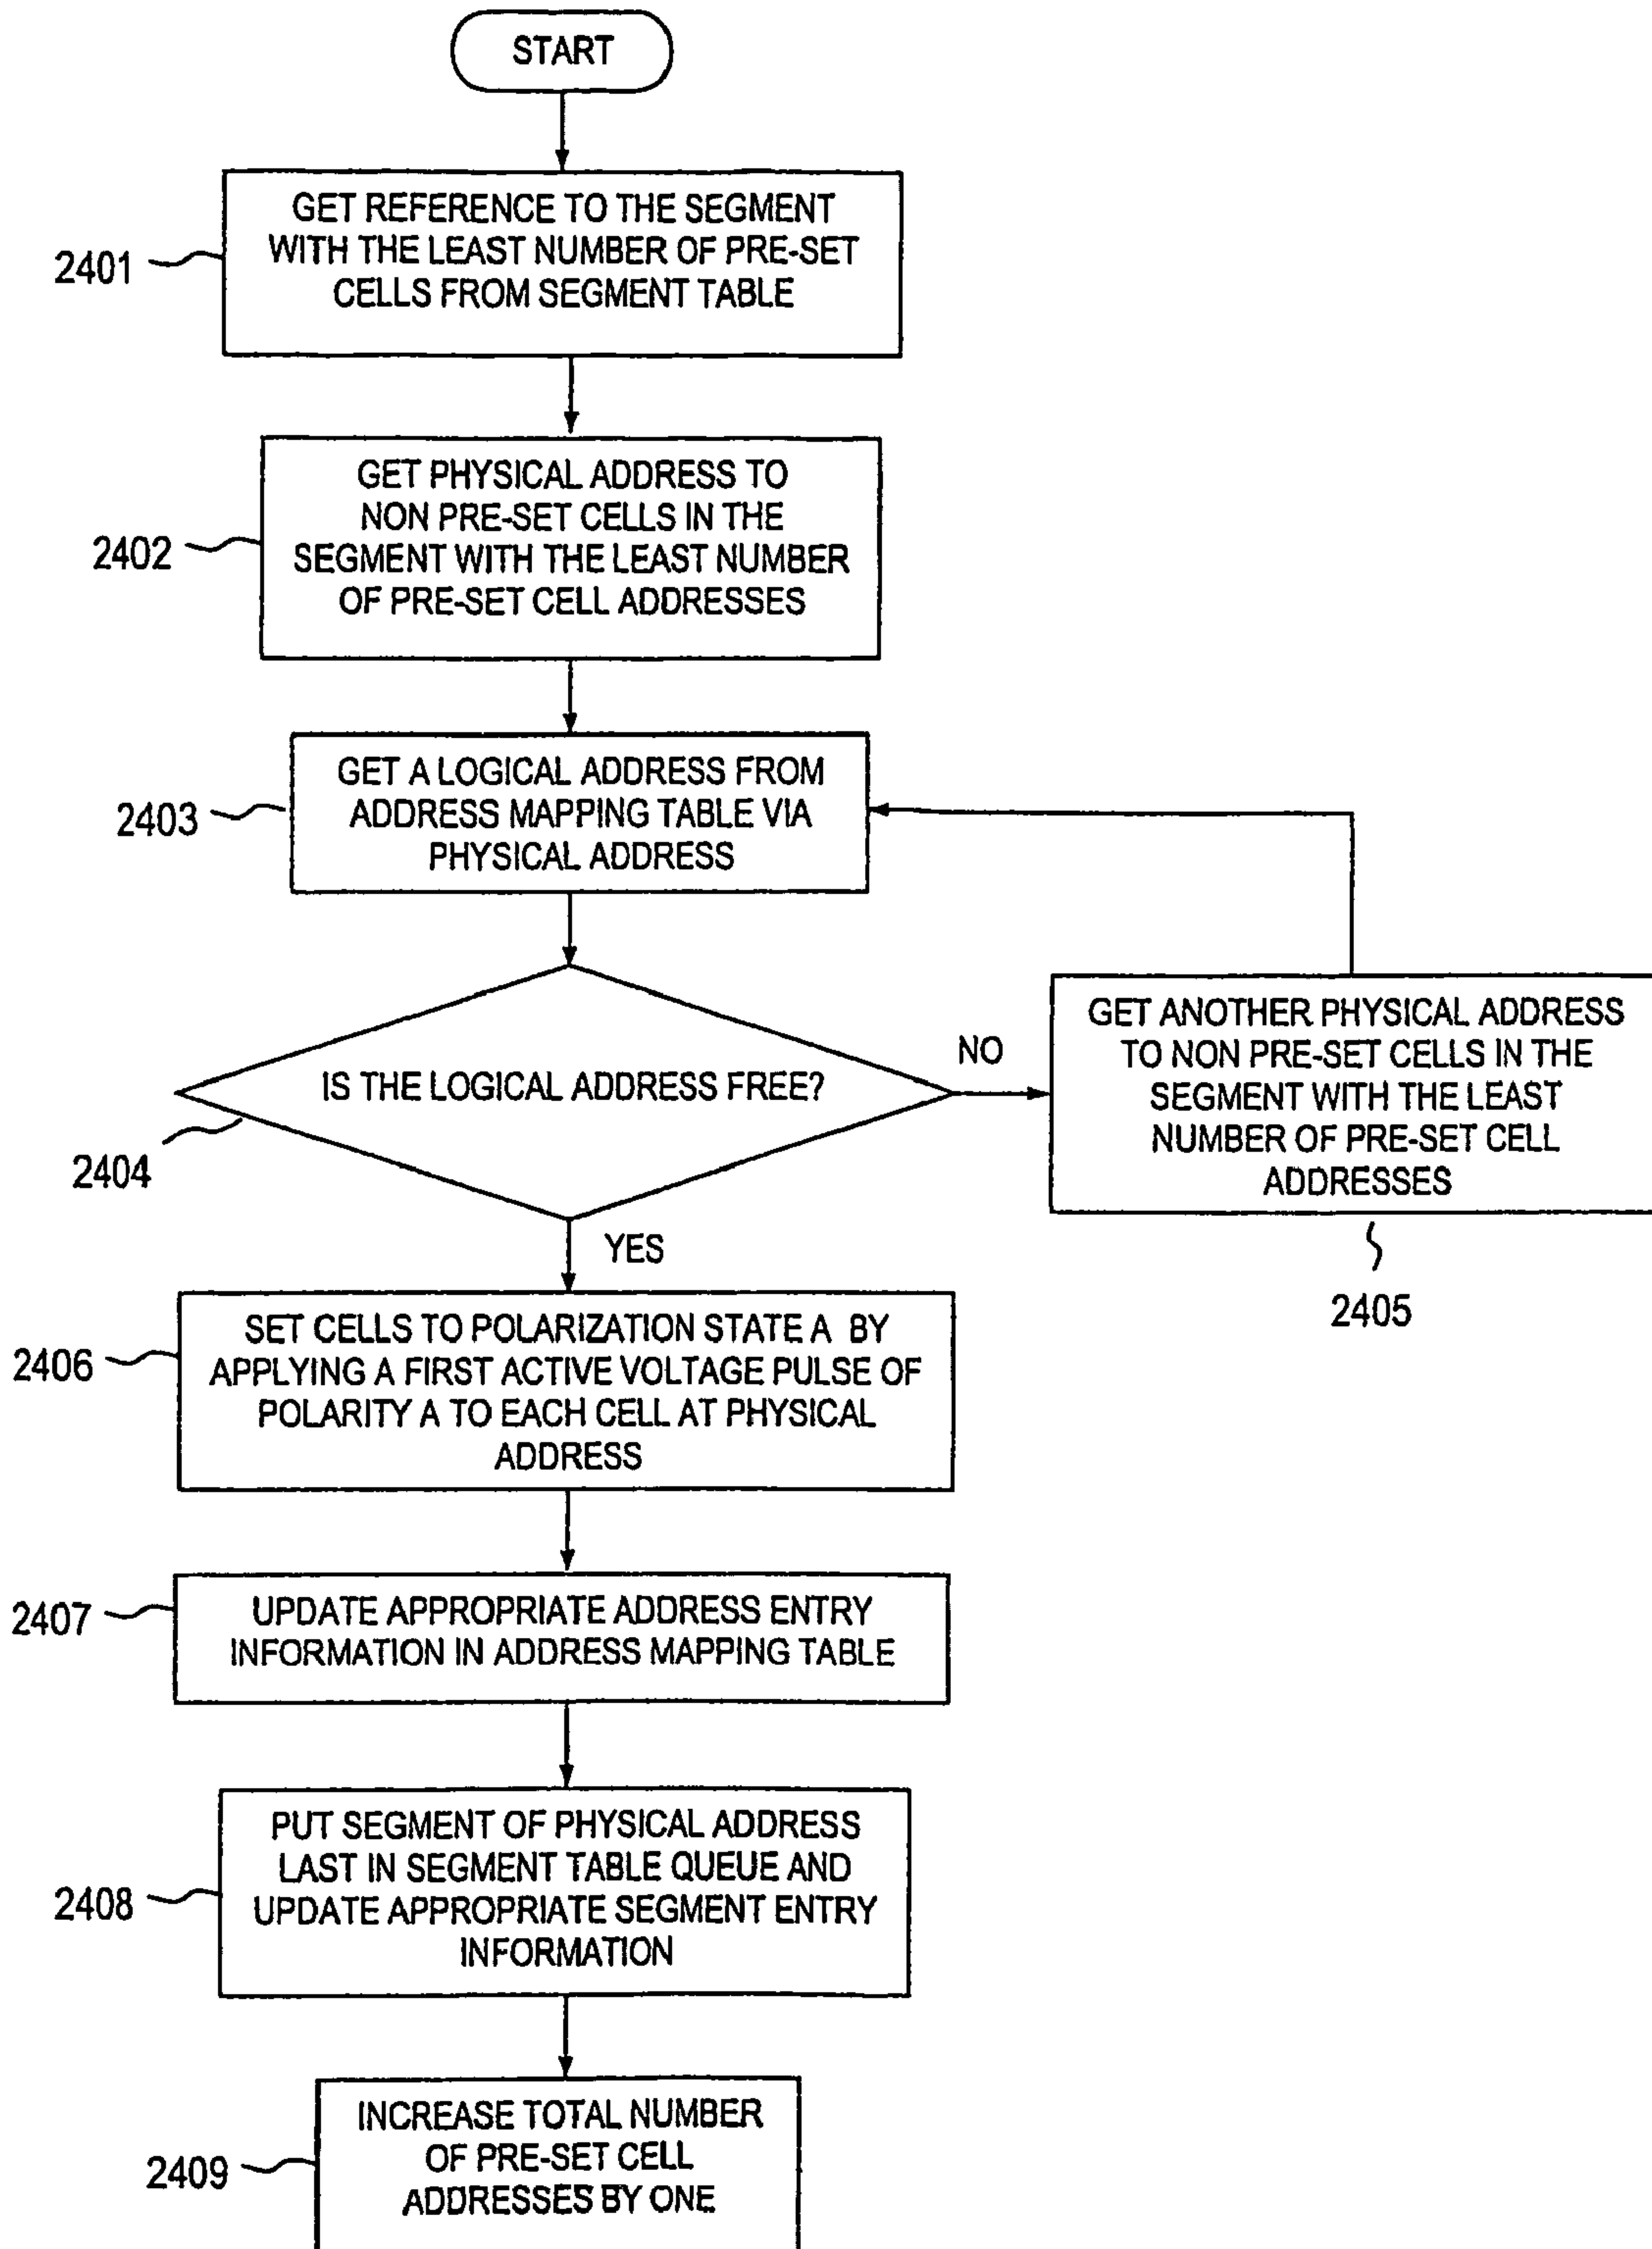 START
GET REFERENCE TO THE SEGMENT
WITH THE LEAST NUMBER OF PRE-SET
CELLS FROM SEGMENT TABLE
2401
GET PHYSICAL ADDRESS TO
NON PRE-SET CELLS IN THE
SEGMENT WITH THE LEAST NUMBER
OF PRE-SET CELL ADDRESSES
2402
GET A LOGICAL ADDRESS FROM
ADDRESS MAPPING TABLE VIA
PHYSICAL ADDRESS
2403
IS THE LOGICAL ADDRESS FREE?
2404
NO
GET ANOTHER PHYSICAL ADDRESS
TO NON PRE-SET CELLS IN THE
SEGMENT WITH THE LEAST
NUMBER OF PRE-SET CELL
ADDRESSES
2405
YES
SET CELLS TO POLARIZATION STATE A BY
APPLYING A FIRST ACTIVE VOLTAGE PULSE OF
POLARITY A TO EACH CELL AT PHYSICAL
ADDRESS
2406
UPDATE APPROPRIATE ADDRESS ENTRY
INFORMATION IN ADDRESS MAPPING TABLE
2407
PUT SEGMENT OF PHYSICAL ADDRESS
LAST IN SEGMENT TABLE QUEUE AND
UPDATE APPROPRIATE SEGMENT ENTRY
INFORMATION
2408
INCREASE TOTAL NUMBER
OF PRE-SET CELL
ADDRESSES BY ONE
2409